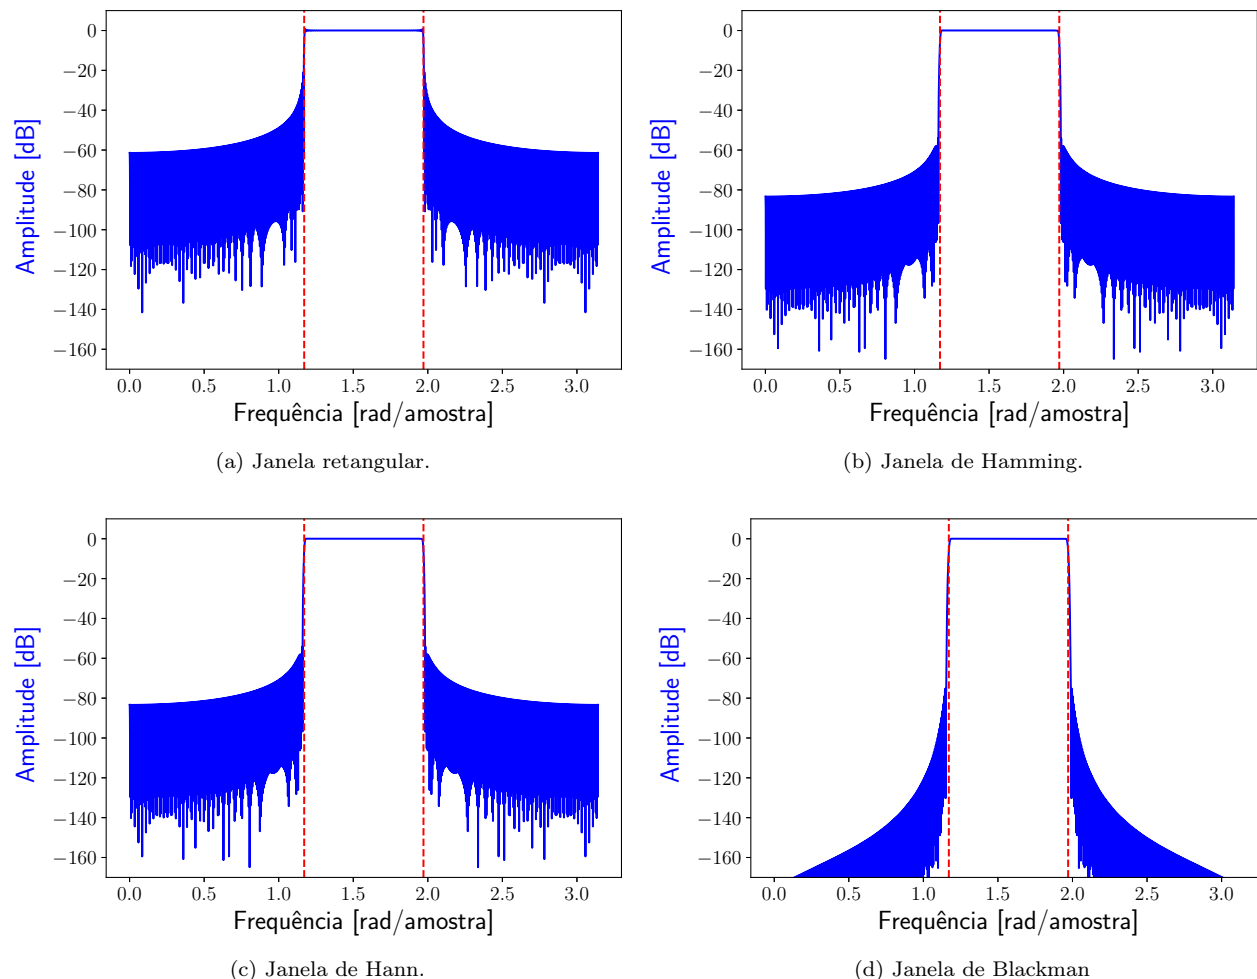 0
−20
−40
−60
−80
−100
−120
−140
−160
Amplitude [dB]
0.0 0.5 1.0 1.5 2.0 2.5 3.0
Frequência [rad/amostra]
(a) Janela retangular.
0
−20
−40
−60
−80
−100
−120
−140
−160
Amplitude [dB]
0.0 0.5 1.0 1.5 2.0 2.5 3.0
Frequência [rad/amostra]
(b) Janela de Hamming.
0
−20
−40
−60
−80
−100
−120
−140
−160
Amplitude [dB]
0.0 0.5 1.0 1.5 2.0 2.5 3.0
Frequência [rad/amostra]
(c) Janela de Hann.
0
−20
−40
−60
−80
−100
−120
−140
−160
Amplitude [dB]
0.0 0.5 1.0 1.5 2.0 2.5 3.0
Frequência [rad/amostra]
(d) Janela de Blackman